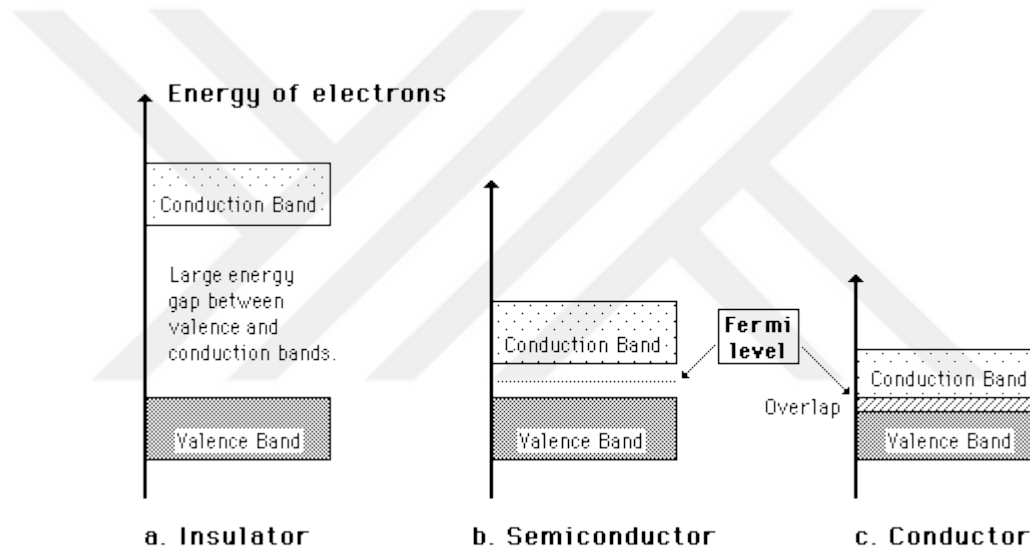 Energy of electrons
Conduction Band
Large energy
gap between
valence and
conduction bands.
Valence Band
a. Insulator
Conduction Band
Valence Band
b. Semiconductor
Fermi
level
Conduction Band
Overlap
Valence Band
c. Conductor